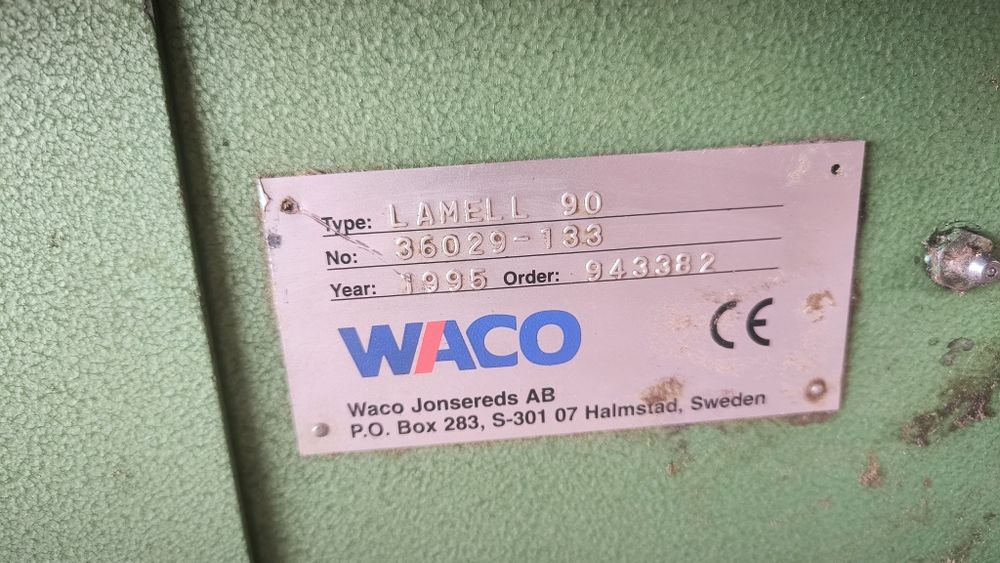 Type: LAMELL 90
No: 36029-133
Year: 1995 Order: 943382
WACO
CE
Waco Jonsereds AB
P.O. Box 283, S-301 07 Halmstad, Sweden